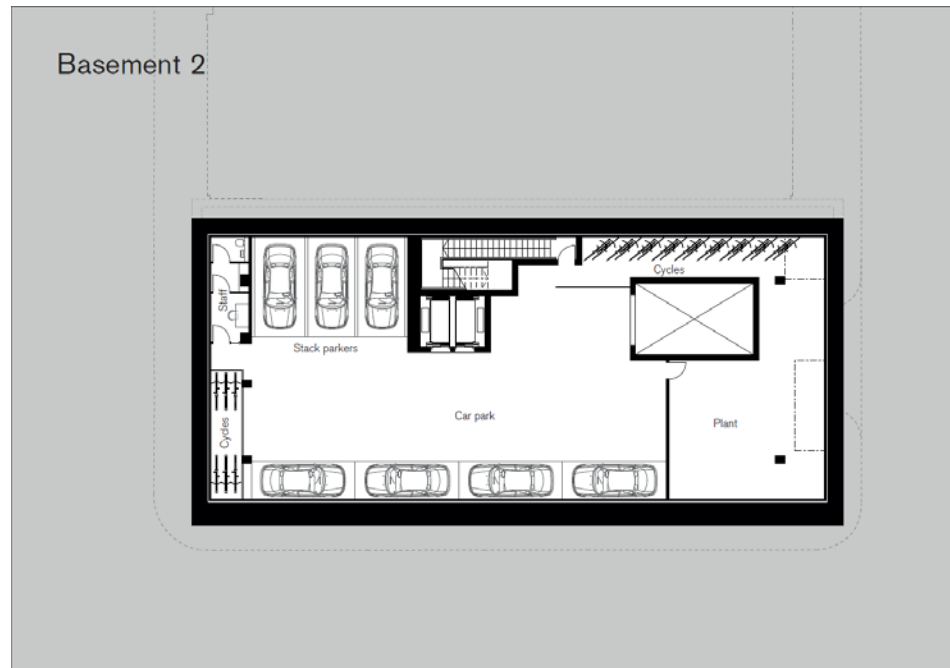 Basement 2
Cycles
Staff
Stack parkers
Car park
Cycles
Plant